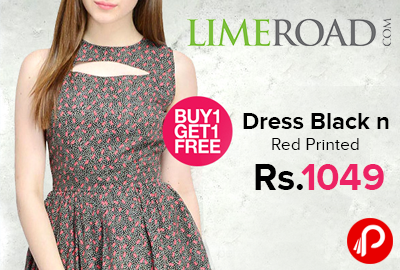 LIMEROAD.COM
BUY1
GET1
FREE
Dress Black n
Red Printed
Rs.1049